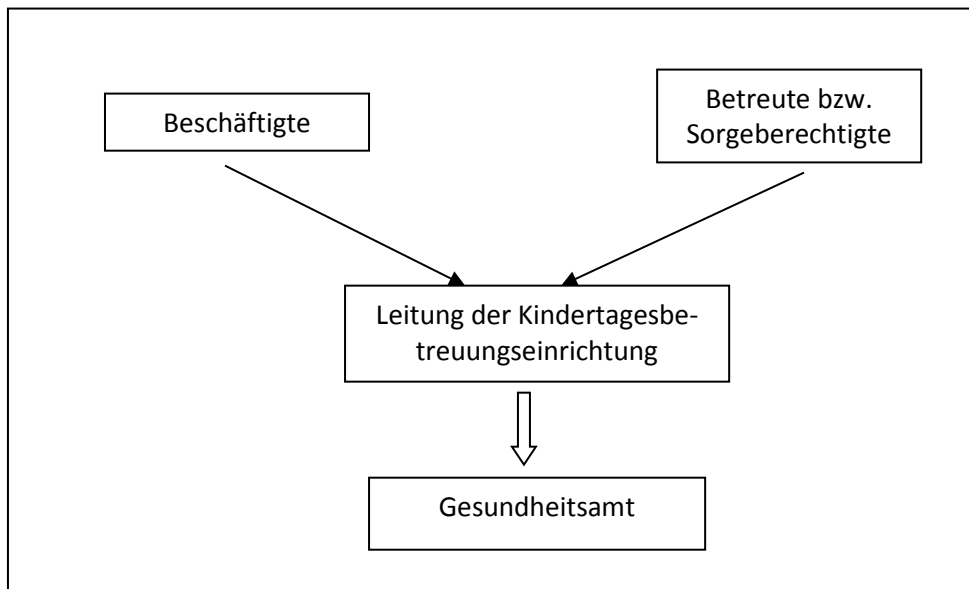 Beschäftigte
Betreute bzw.
Sorgeberechtigte
Leitung der Kindertagesbe-
treuungseinrichtung
Gesundheitsamt